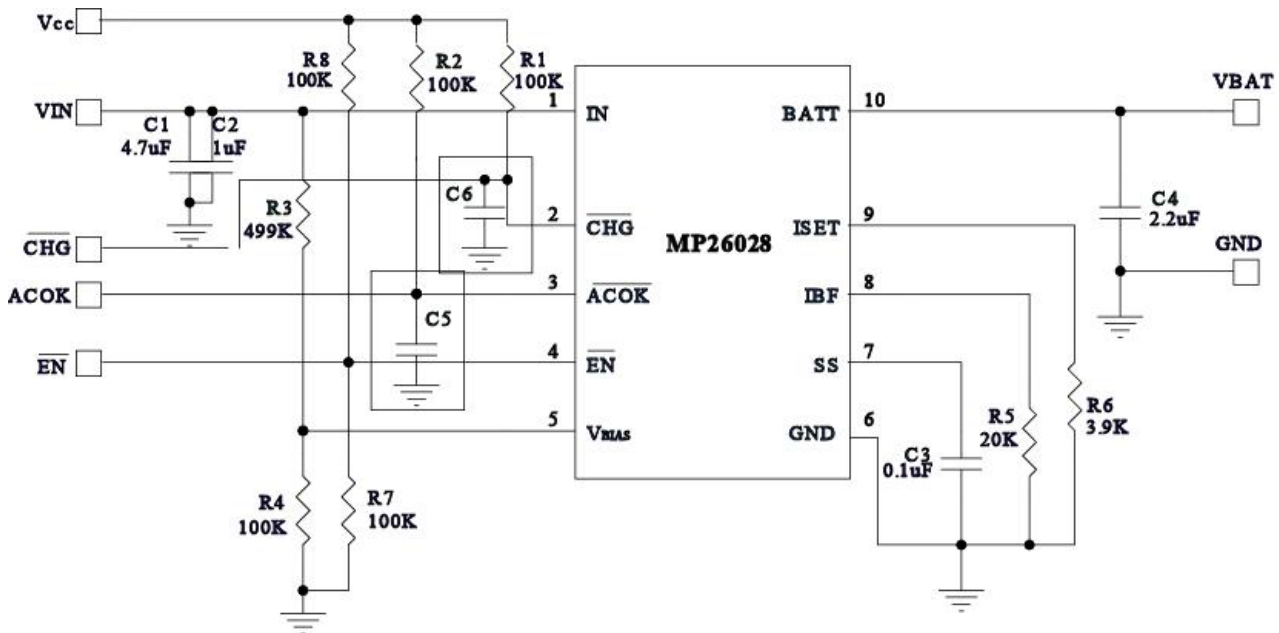 Vcc
R8
100K
R2
100K
R1
100K
VIN
C1
4.7uF
C2
1uF
1
IN
BATT
10
VBAT
R3
499K
C6
2
CHG
MP26028
ISET
9
C4
2.2uF
CHG
GND
ACOK
3
ACOK
IBF
8
C5
EN
4
EN
SS
7
5
VBIAS
GND
6
R5
20K
R6
3.9K
C3
0.1uF
R4
100K
R7
100K